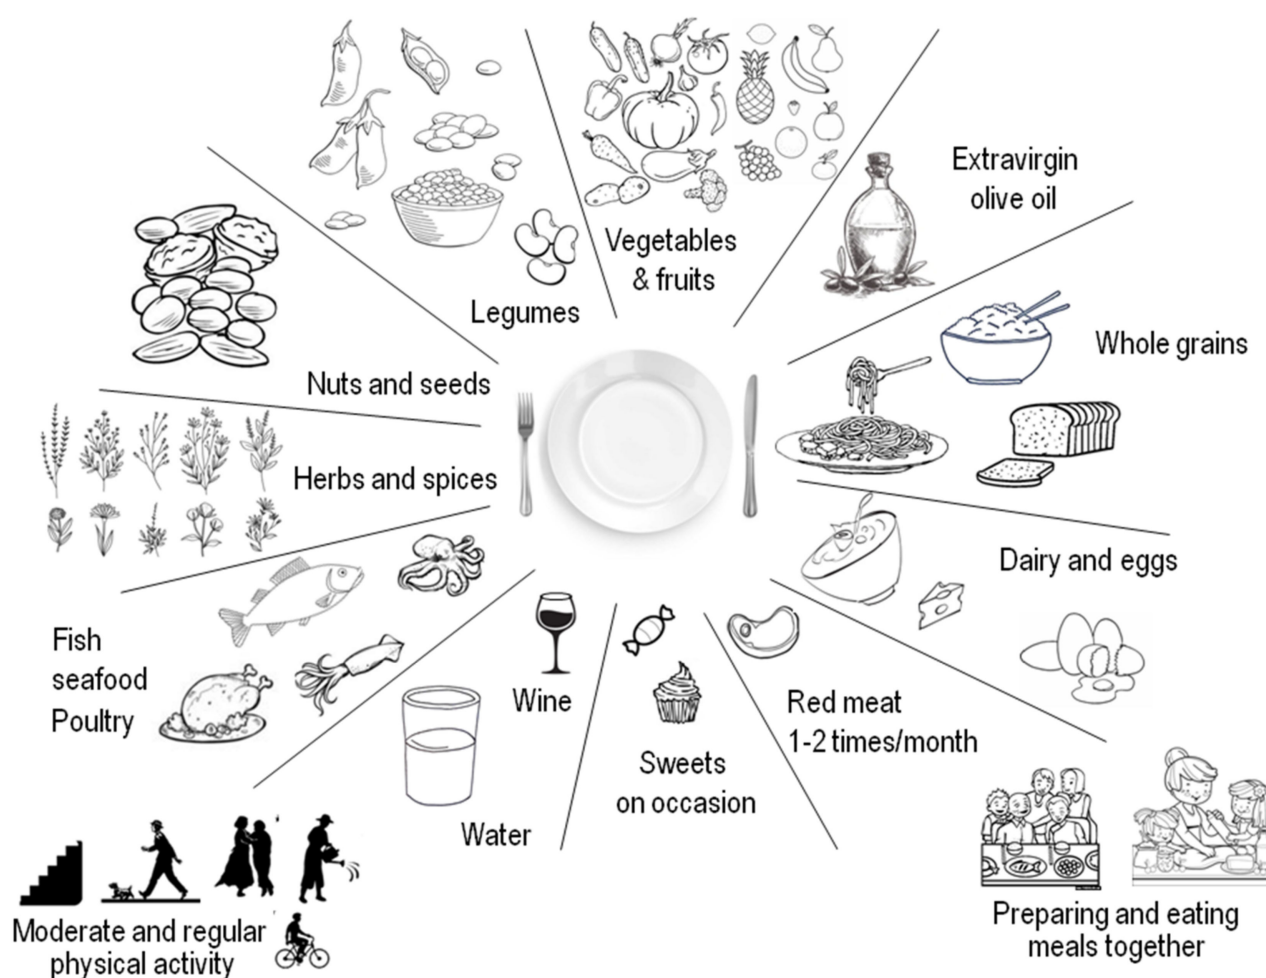 Vegetables
& fruits
Extravirgin
olive oil
Whole grains
Dairy and eggs
Red meat
1-2 times/month
Sweets
on occasion
Wine
Water
Fish
seafood
Poultry
Herbs and spices
Nuts and seeds
Legumes
Moderate and regular
physical activity
Preparing and eating
meals together